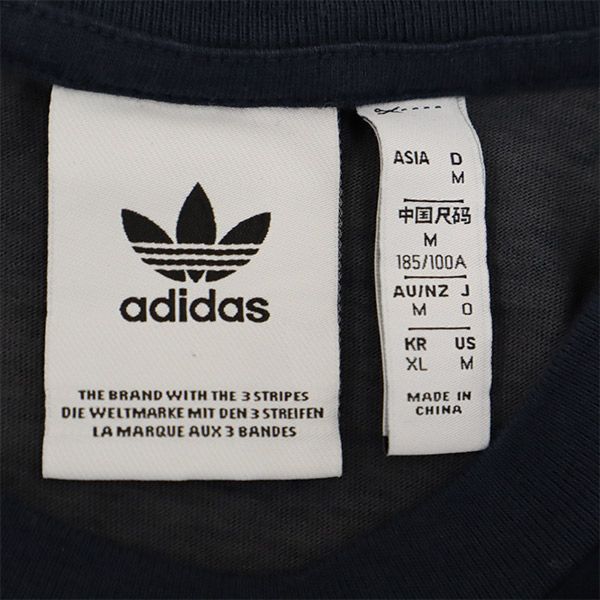 adidas
THE BRAND WITH THE 3 STRIPES
DIE WELTMARKE MIT DEN 3 STREIFEN
LA MARQUE AUX 3 BANDES
ASIA D
M
中国尺码
M
185/100A
AU/NZ J
M O
KR US
XL M
MADE IN
CHINA